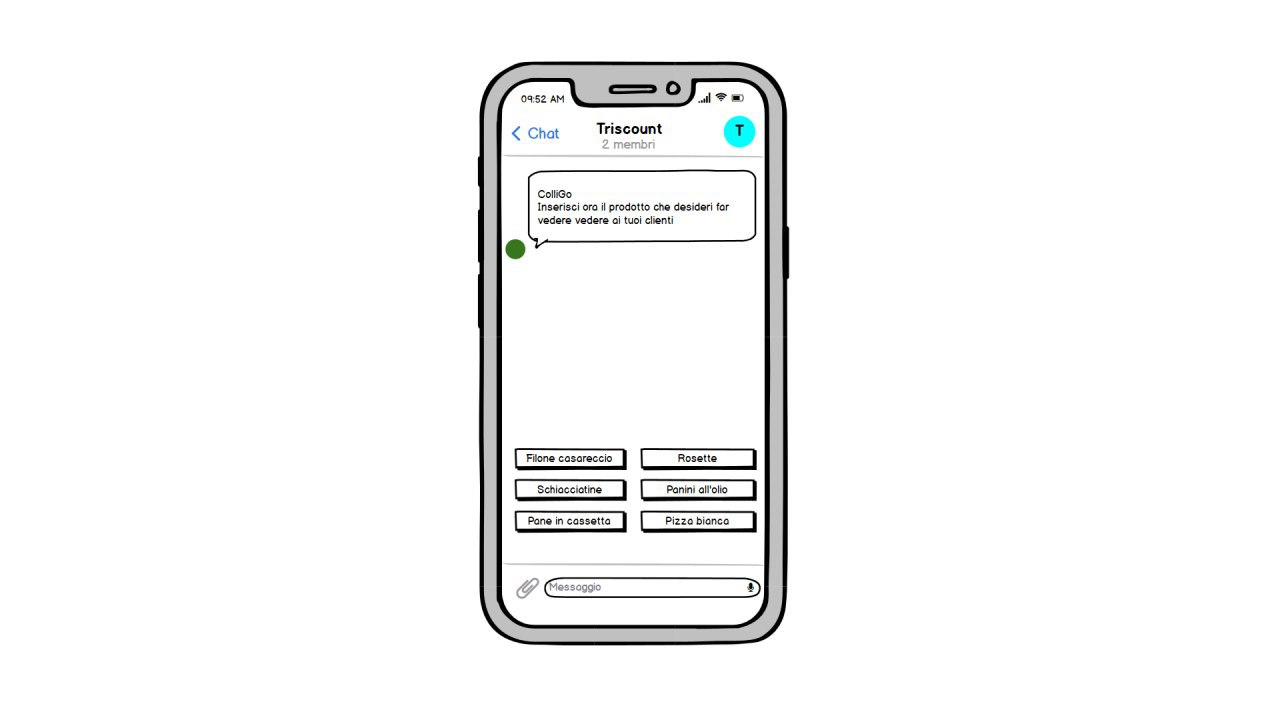 09:52 AM
Chat
Triscount
T
2 membri
ColliGo
Inserisci ora il prodotto che desideri far
vedere vedere ai tuoi clienti
Filone casareccio
Rosette
Schiacciatine
Panini all'olio
Pane in cassetta
Pizza bianca
Messaggio